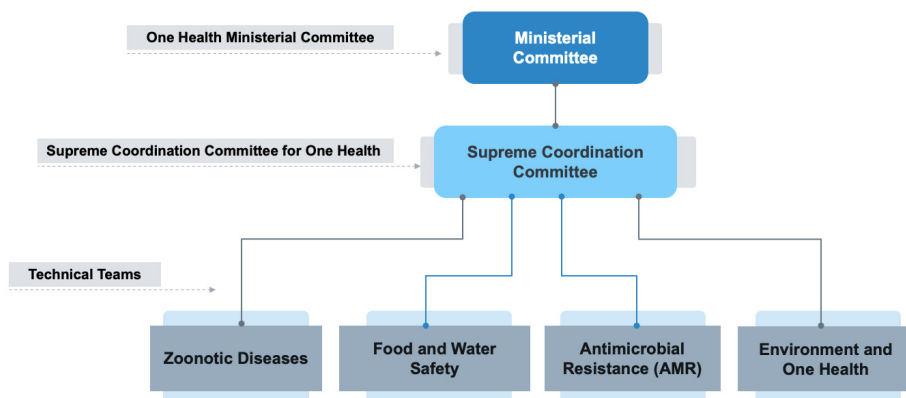 One Health Ministerial Committee
Ministerial
Committee
Supreme Coordination Committee for One Health
Supreme Coordination
Committee
Technical Teams
Zoonotic Diseases
Food and Water
Safety
Antimicrobial
Resistance (AMR)
Environment and
One Health